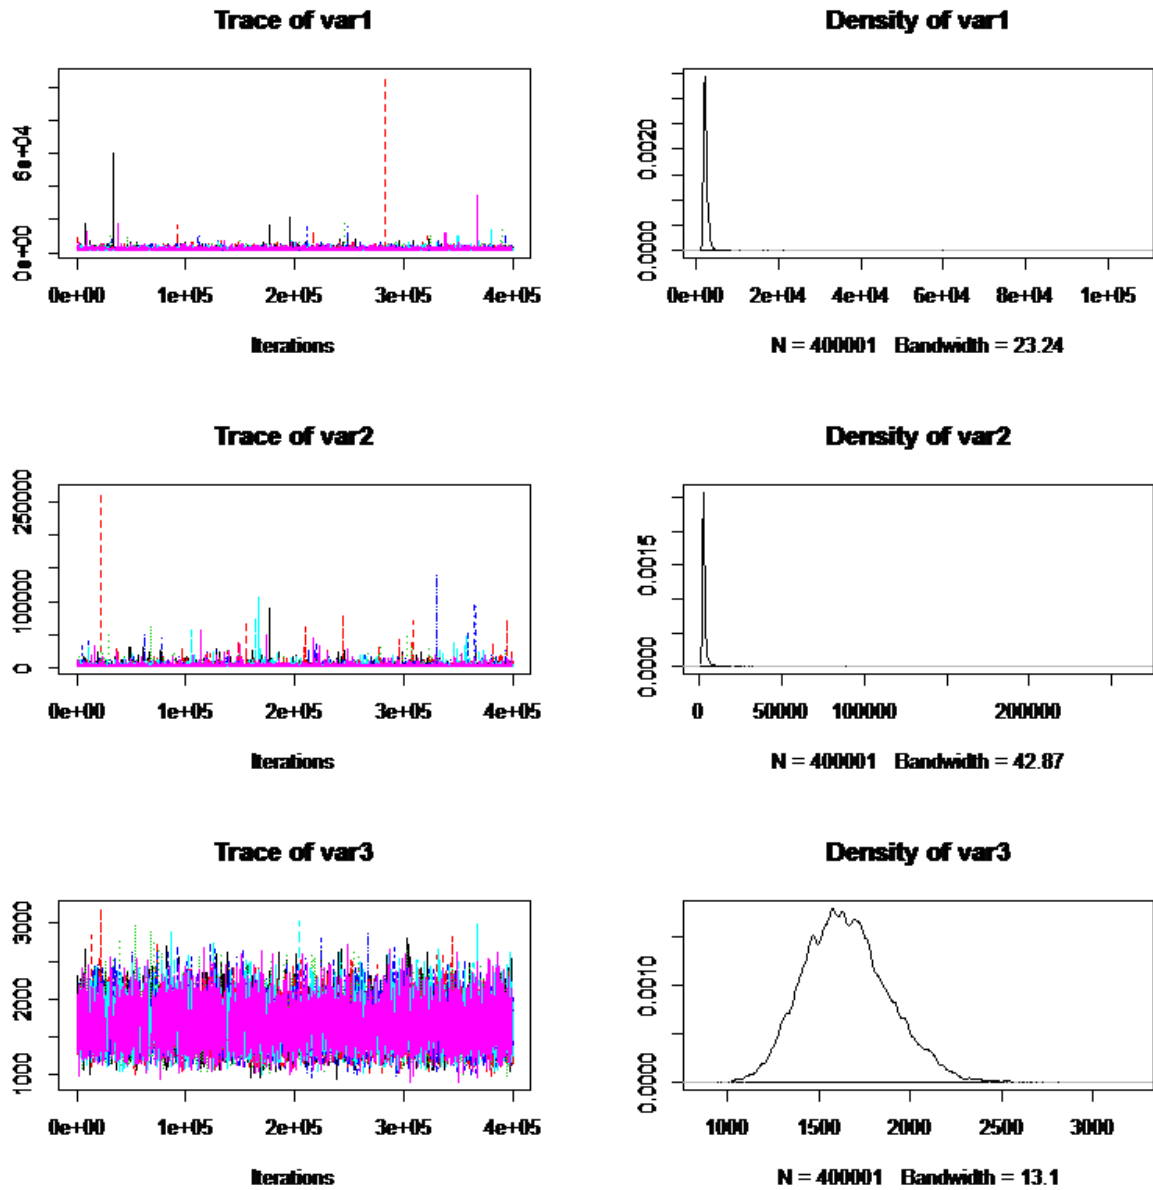 Trace of var1
Density of var1
0e+00 6e+04
0e+00 1e+05 2e+05 3e+05 4e+05
Iterations
0.0000 0.0020
0e+00 2e+04 4e+04 6e+04 8e+04 1e+05
N = 400001 Bandwidth = 23.24
Trace of var2
Density of var2
0 100000 250000
0e+00 1e+05 2e+05 3e+05 4e+05
Iterations
0.0000 0.0015
0 50000 100000 200000
N = 400001 Bandwidth = 42.87
Trace of var3
Density of var3
1000 2000 3000
0e+00 1e+05 2e+05 3e+05 4e+05
Iterations
0.0000 0.0010
1000 1500 2000 2500 3000
N = 400001 Bandwidth = 13.1